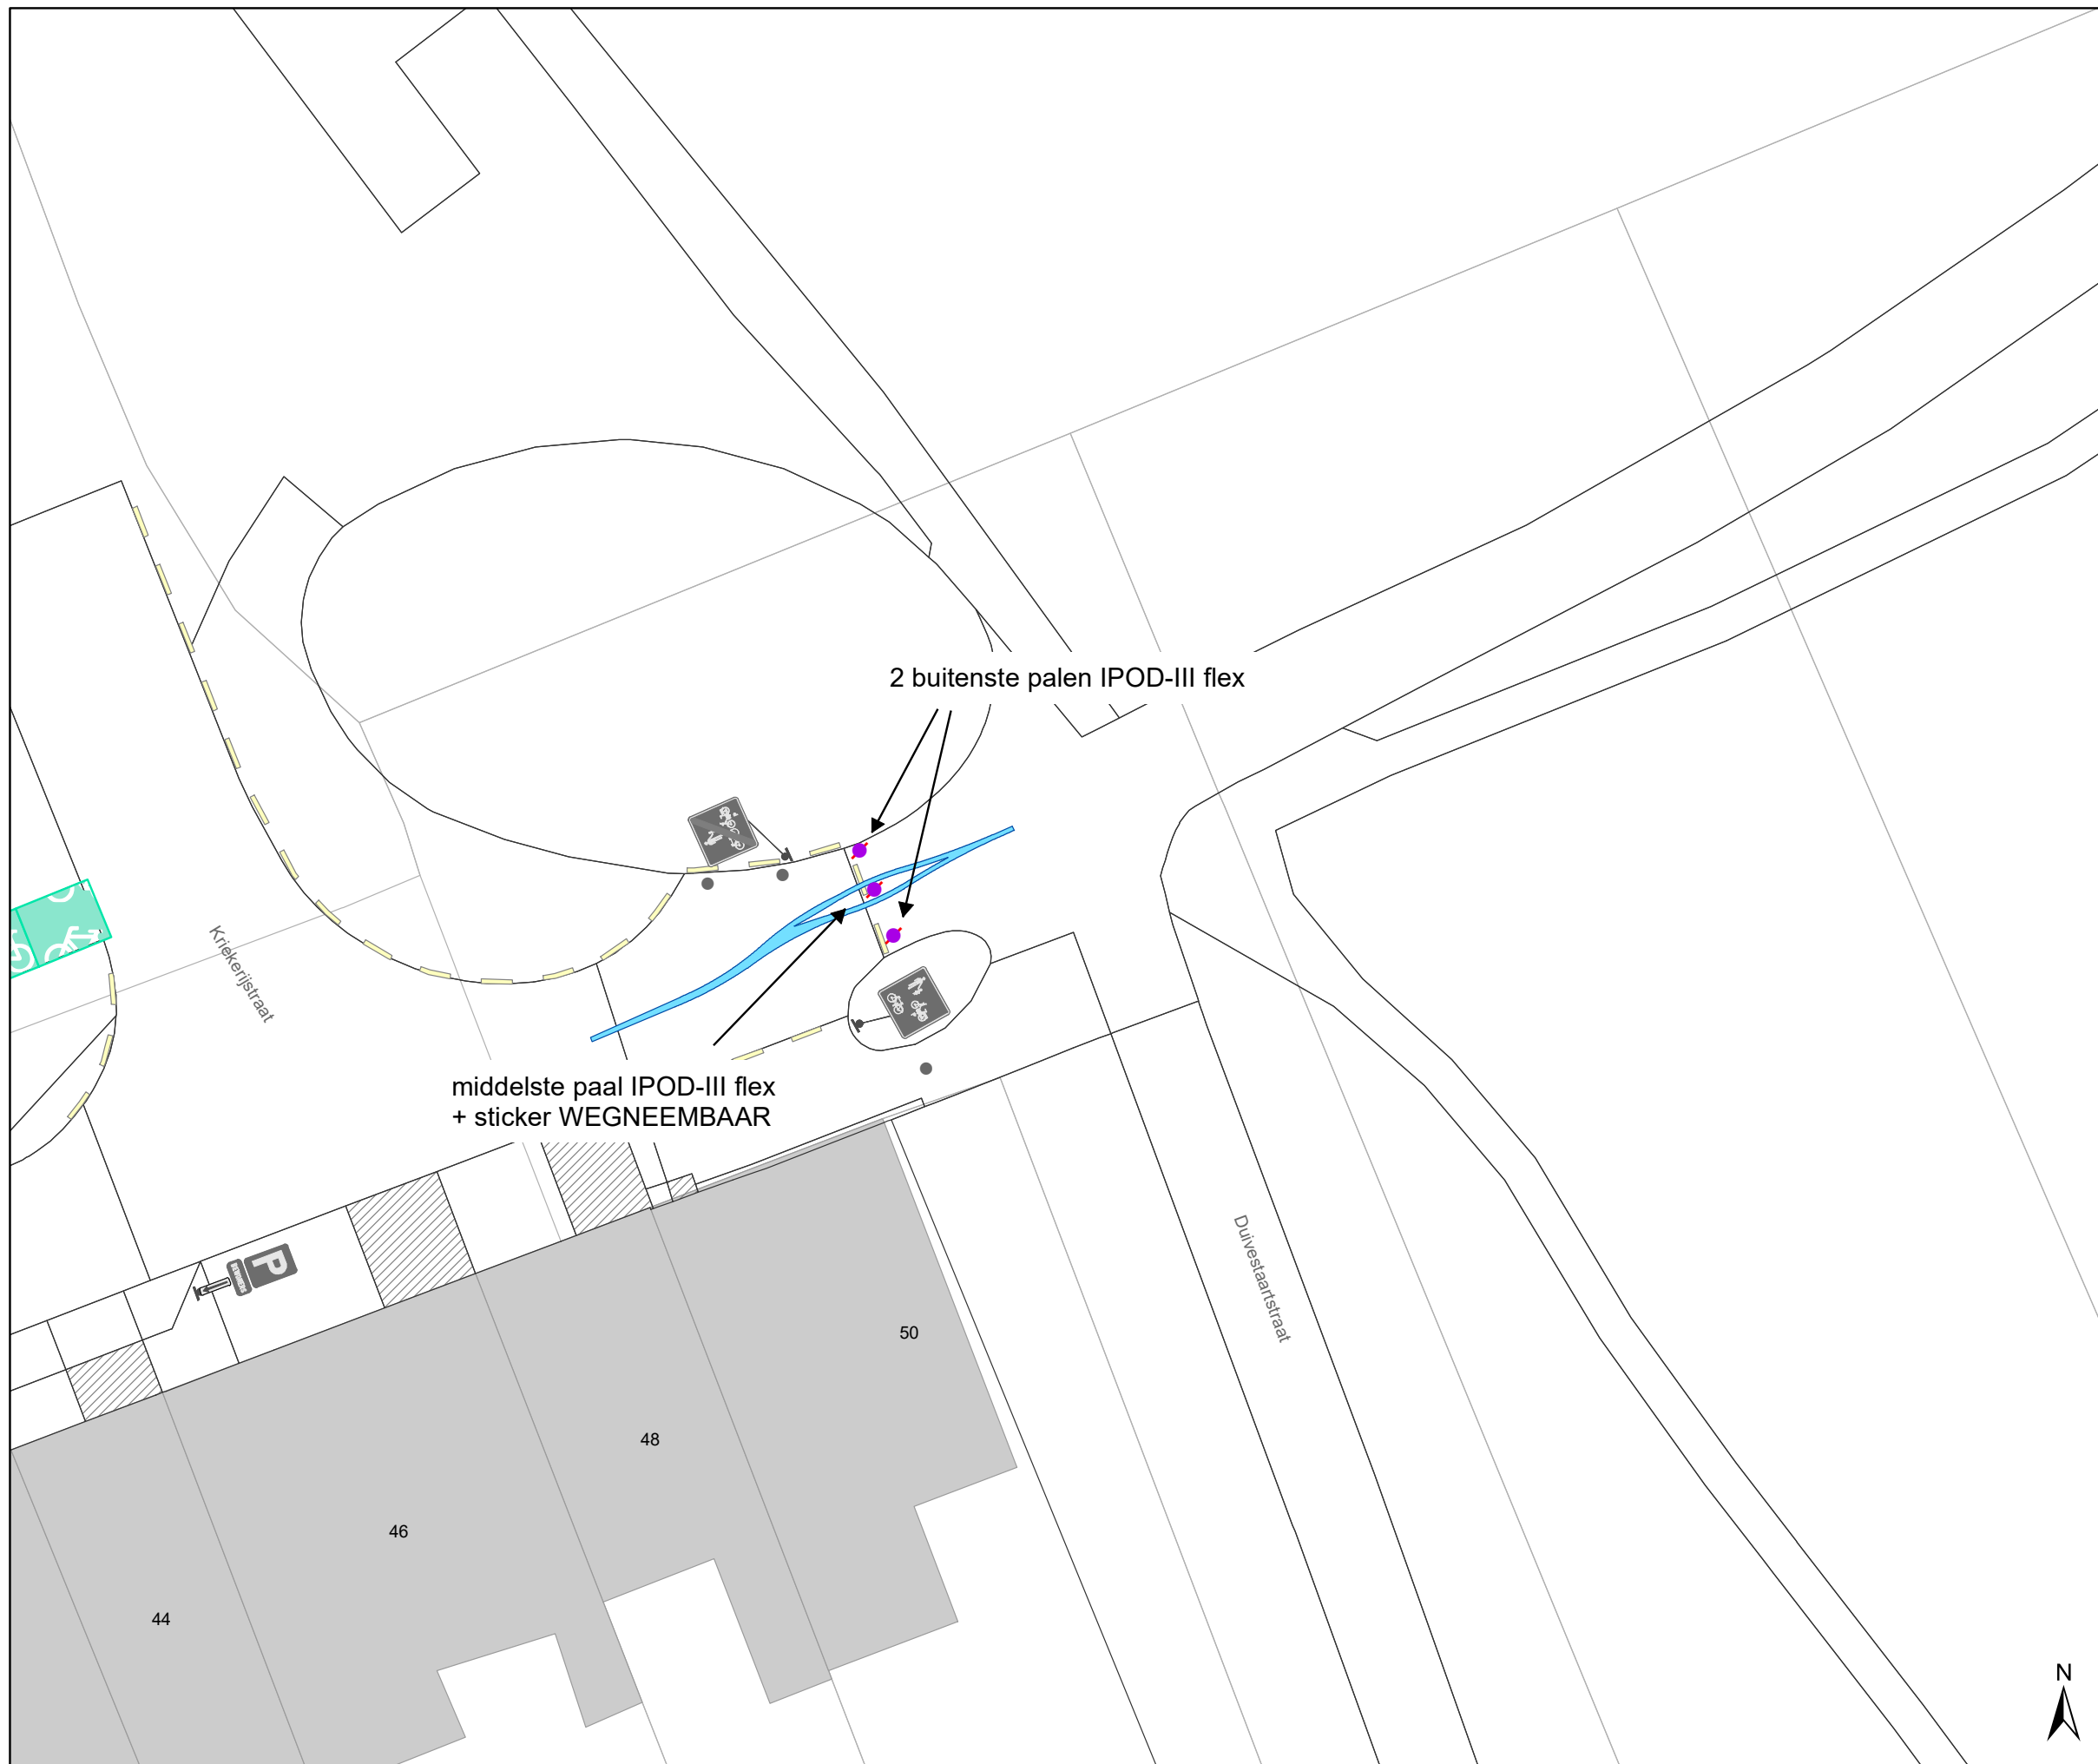 2 buitenste palen IPOD-III flex
Kriekerijstraat
middelste paal IPOD-III flex
+ sticker WEGNEEMBAAR
Duivestaartstraat
P
50
48
46
44
N